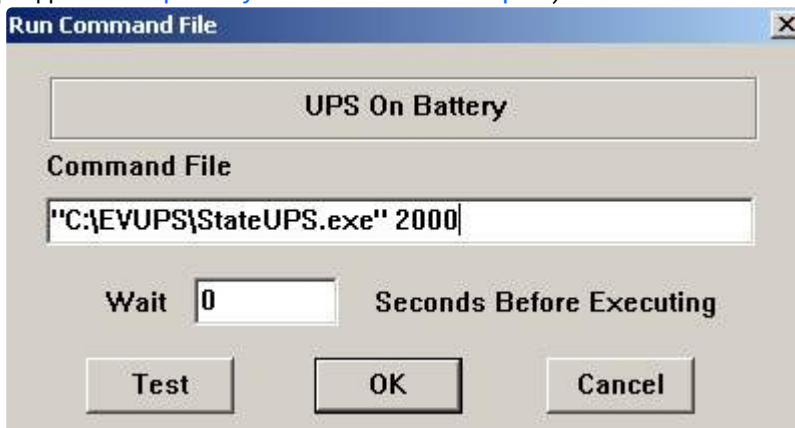 Run Command File
UPS On Battery
Command File
"C:\EVUPS\StateUPS.exe" 2000
Wait 0 Seconds Before Executing
Test OK Cancel